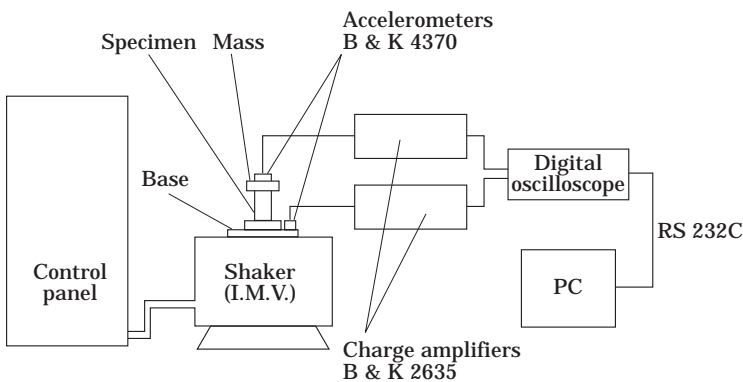 Accelerometers
B & K 4370
Specimen Mass
Base
Digital
oscilloscope
RS 232C
Control
panel
Shaker
(I.M.V.)
PC
Charge amplifiers
B & K 2635